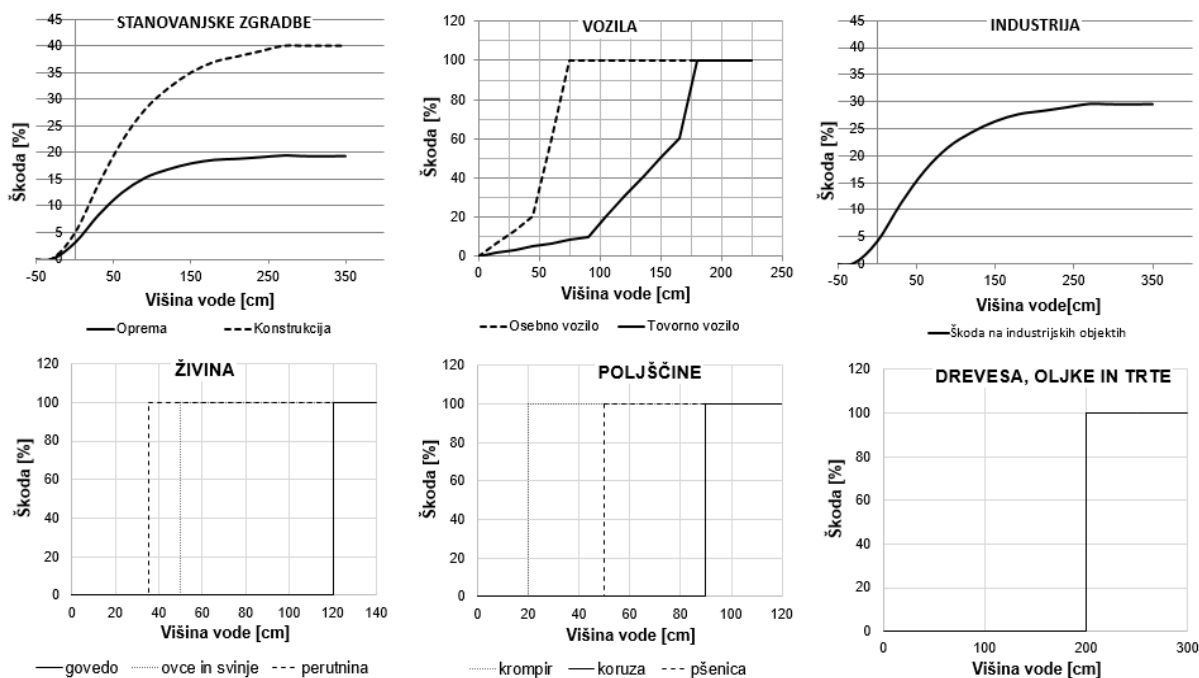 STANOVANJSKE ZGRADBE
Škoda [%]
45
40
35
30
25
20
15
10
5
0
-50 50 150 250 350
Višina vode [cm]
Oprema Konstrukcija
VOZILA
Škoda [%]
120
100
80
60
40
20
0
0 50 100 150 200 250
Višina vode [cm]
Osebno vozilo Tovorno vozilo
INDUSTRIJA
Škoda [%]
45
40
35
30
25
20
15
10
5
0
-50 50 150 250 350
Višina vode[cm]
Škoda na industrijskih objektih
ŽIVINA
Škoda [%]
120
100
80
60
40
20
0
0 20 40 60 80 100 120 140
Višina vode [cm]
govedo ovce in svinje perutnina
POLJŠČINE
Škoda [%]
120
100
80
60
40
20
0
0 20 40 60 80 100 120
Višina vode [cm]
krompir koruza pšenica
DREVESA, OLJKE IN TRTE
Škoda [%]
120
100
80
60
40
20
0
0 100 200 300
Višina vode [cm]